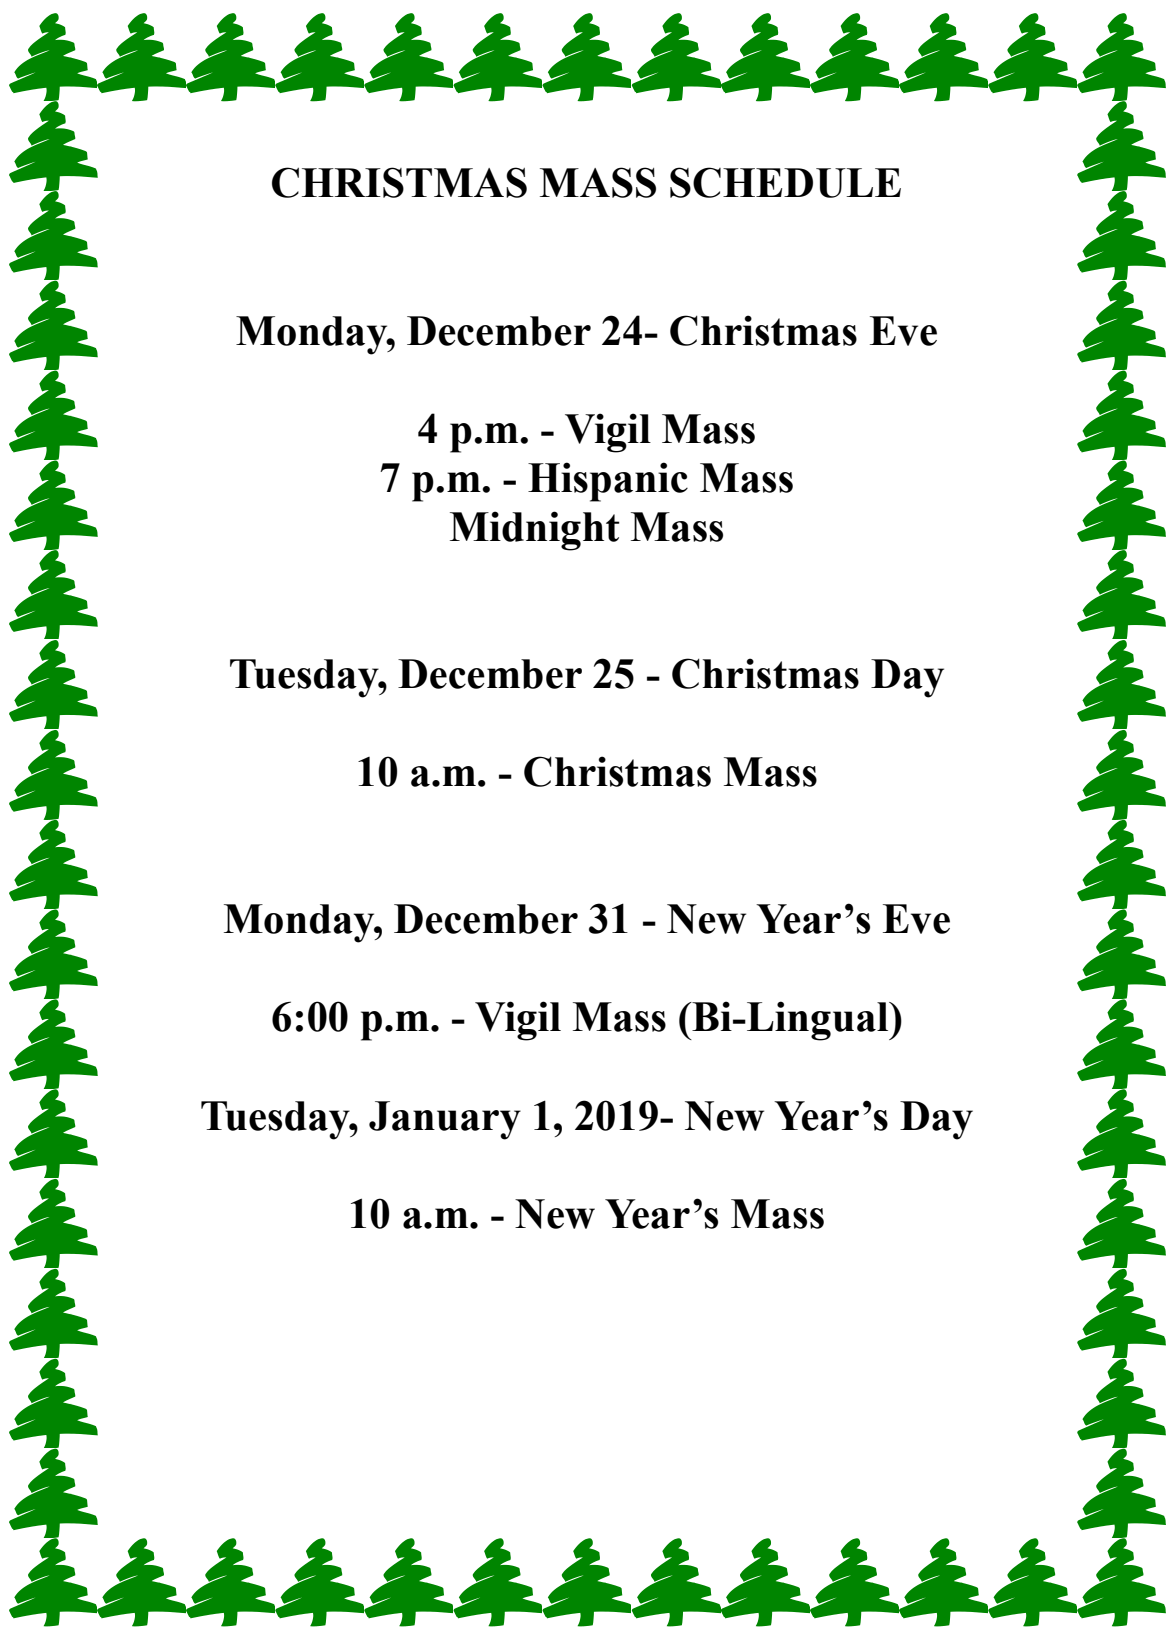 CHRISTMAS MASS SCHEDULE
Monday, December 24- Christmas Eve
4 p.m. - Vigil Mass
7 p.m. - Hispanic Mass
Midnight Mass
Tuesday, December 25 - Christmas Day
10 a.m. - Christmas Mass
Monday, December 31 - New Year’s Eve
6:00 p.m. - Vigil Mass (Bi-Lingual)
Tuesday, January 1, 2019- New Year’s Day
10 a.m. - New Year’s Mass